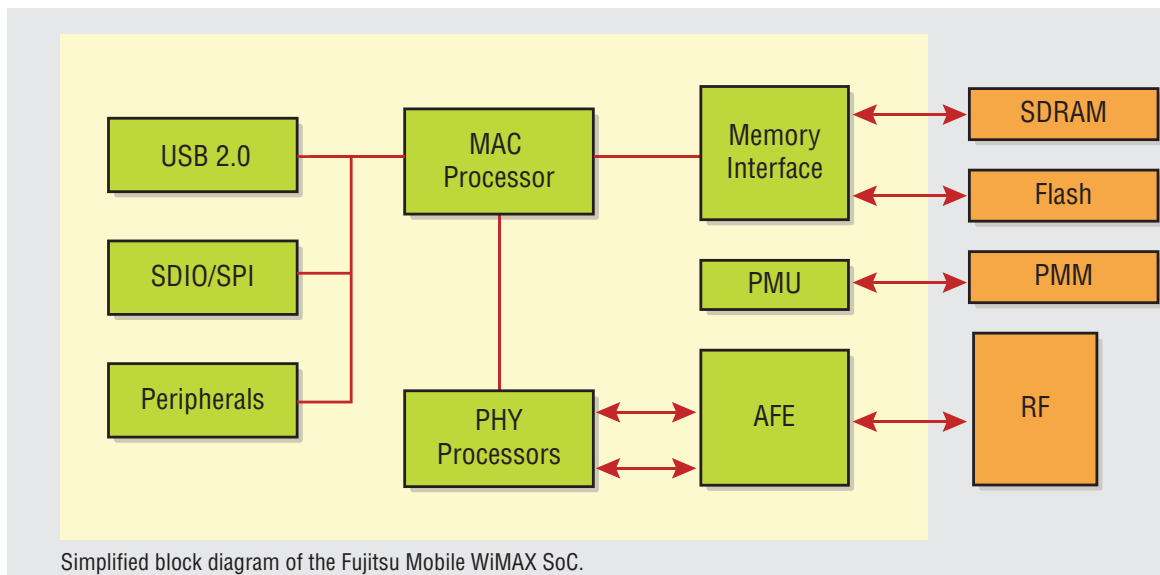 USB 2.0
SDIO/SPI
Peripherals
MAC
Processor
PHY
Processors
Memory
Interface
PMU
AFE
SDRAM
Flash
PMM
RF
Simplified block diagram of the Fujitsu Mobile WiMAX SoC.